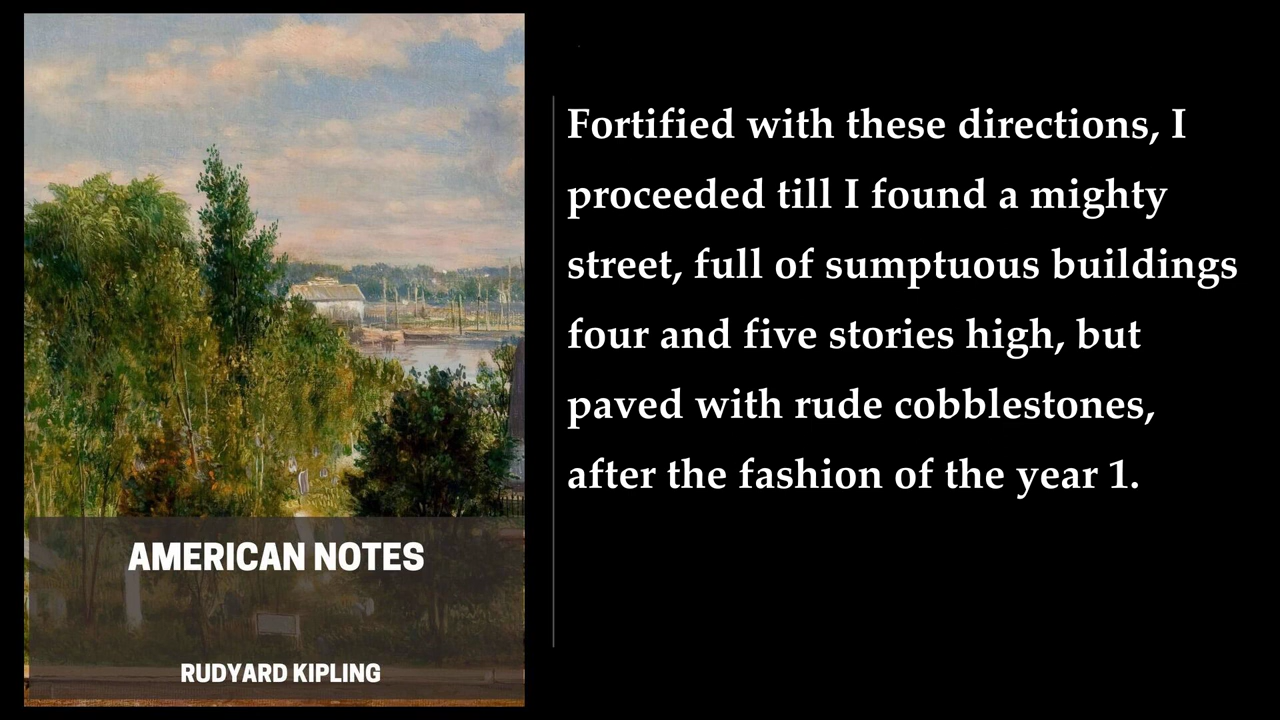 AMERICAN NOTES
RUDYARD KIPLING
Fortified with these directions, I
proceeded till I found a mighty
street, full of sumptuous buildings
four and five stories high, but
paved with rude cobblestones,
after the fashion of the year 1.